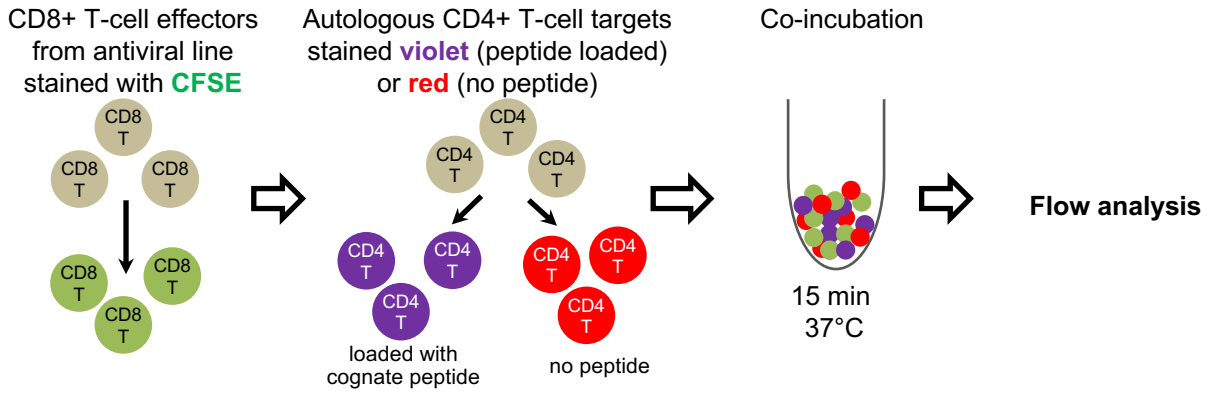 CD8+ T-cell effectors
from antiviral line
stained with CFSE
CD8
T
CD8
T
CD8
T
CD8
T
CD8
T
CD8
T
Autologous CD4+ T-cell targets
stained violet (peptide loaded)
or red (no peptide)
CD4
T
CD4
T
CD4
T
CD4
T
CD4
T
CD4
T
loaded with
cognate peptide
CD4
T
CD4
T
CD4
T
no peptide
Co-incubation
15 min
37°C
Flow analysis